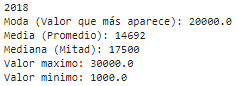 2018
Moda (Valor que más aparece): 20000.0
Media (Promedio): 14692
Mediana (Mitad): 17500
Valor maximo: 30000.0
Valor minimo: 1000.0